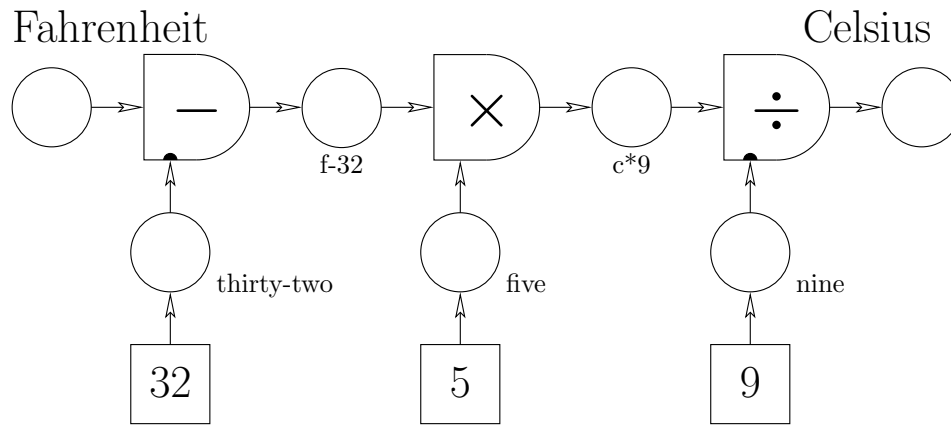 Fahrenheit Celsius
− × ÷
f-32 c*9
thirty-two five nine
32 5 9